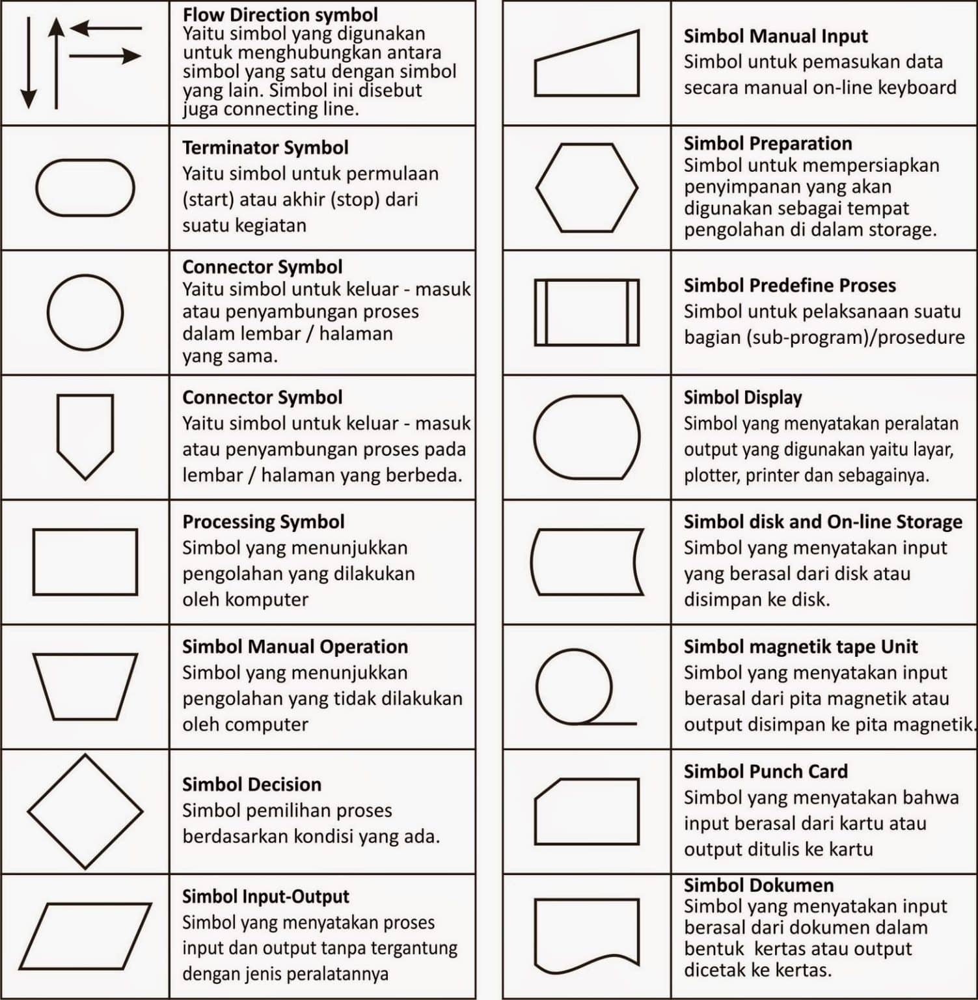 Flow Direction symbol
Yaitu simbol yang digunakan
untuk menghubungkan antara
simbol yang satu dengan simbol
yang lain. Simbol ini disebut
juga connecting line.
Terminator Symbol
Yaitu simbol untuk permulaan
(start) atau akhir (stop) dari
suatu kegiatan
Connector Symbol
Yaitu simbol untuk keluar - masuk
atau penyambungan proses
dalam lembar / halaman
yang sama.
Connector Symbol
Yaitu simbol untuk keluar - masuk
atau penyambungan proses pada
lembar / halaman yang berbeda.
Processing Symbol
Simbol yang menunjukkan
pengolahan yang dilakukan
oleh komputer
Simbol Manual Operation
Simbol yang menunjukkan
pengolahan yang tidak dilakukan
oleh computer
Simbol Decision
Simbol pemilihan proses
berdasarkan kondisi yang ada.
Simbol Input-Output
Simbol yang menyatakan proses
input dan output tanpa tergantung
dengan jenis peralatannya
Simbol Manual Input
Simbol untuk pemasukan data
secara manual on-line keyboard
Simbol Preparation
Simbol untuk mempersiapkan
penyimpanan yang akan
digunakan sebagai tempat
pengolahan di dalam storage.
Simbol Predefine Proses
Simbol untuk pelaksanaan suatu
bagian (sub-program)/prosedure
Simbol Display
Simbol yang menyatakan peralatan
output yang digunakan yaitu layar,
plotter, printer dan sebagainya.
Simbol disk and On-line Storage
Simbol yang menyatakan input
yang berasal dari disk atau
disimpan ke disk.
Simbol magnetik tape Unit
Simbol yang menyatakan input
berasal dari pita magnetik atau
output disimpan ke pita magnetik.
Simbol Punch Card
Simbol yang menyatakan bahwa
input berasal dari kartu atau
output ditulis ke kartu
Simbol Dokumen
Simbol yang menyatakan input
berasal dari dokumen dalam
bentuk kertas atau output
dicetak ke kertas.